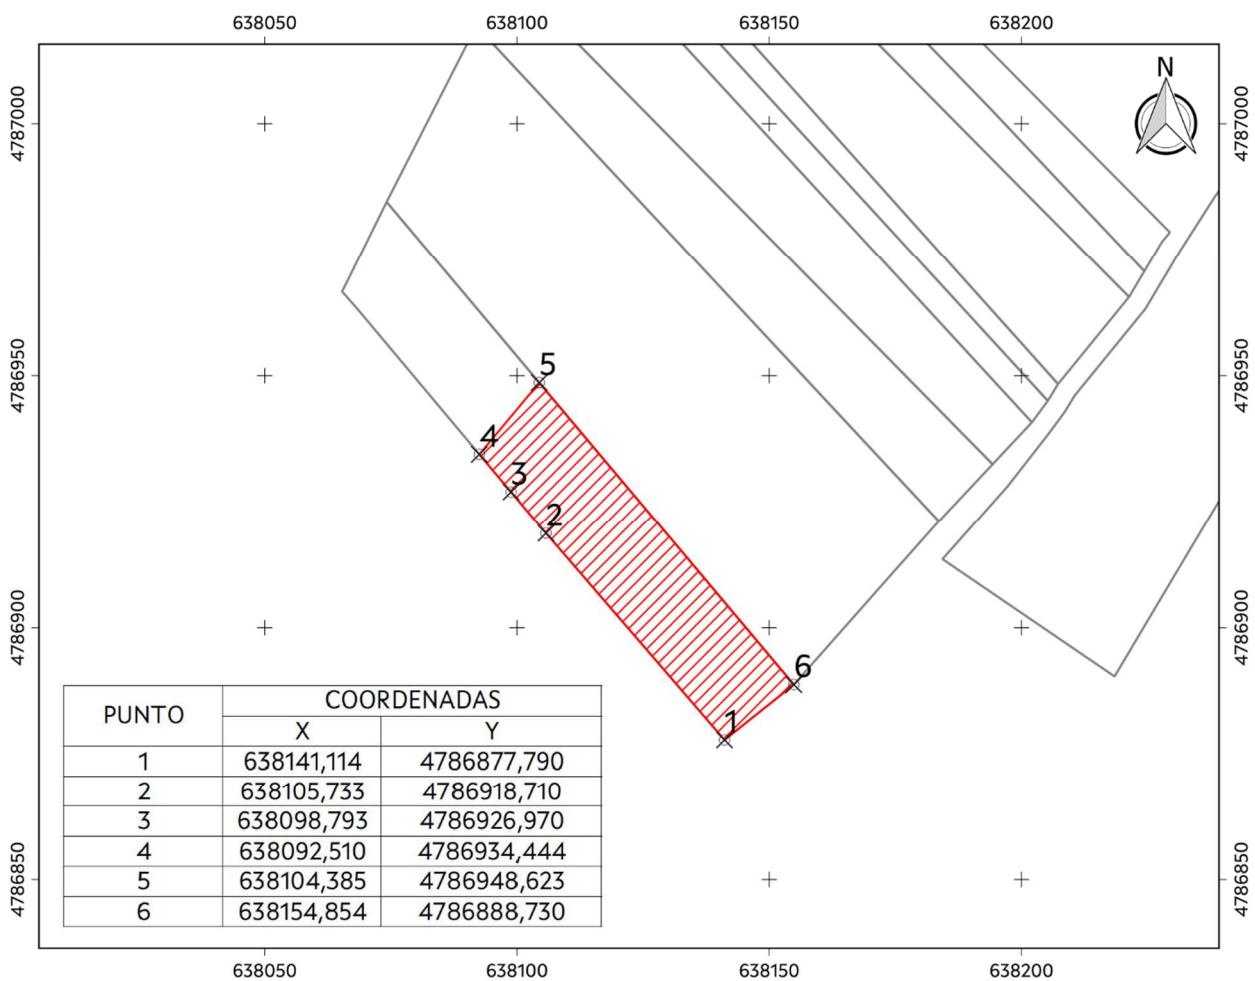 638050 638100 638150 638200
N
4787000 4787000
4786950 4786950
5
4
3
2
4786900 4786900
6
1
PUNTO COORDENADAS
X Y
1 638141,114 4786877,790
2 638105,733 4786918,710
3 638098,793 4786926,970
4 638092,510 4786934,444
5 638104,385 4786948,623
6 638154,854 4786888,730
4786850 4786850
638050 638100 638150 638200